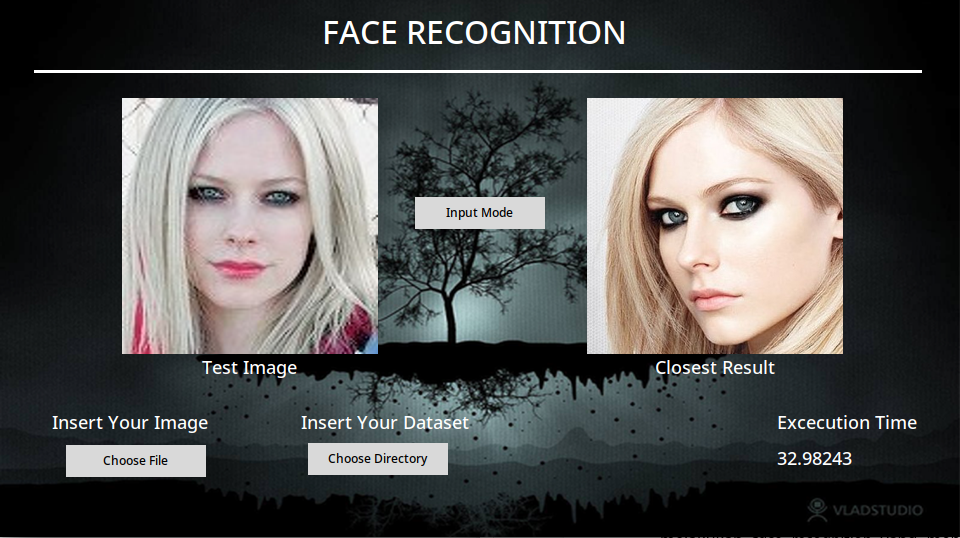 FACE RECOGNITION
Input Mode
Test Image
Closest Result
Insert Your Image
Insert Your Dataset
Excecution Time
Choose File
Choose Directory
32.98243
VLADSTUDIO